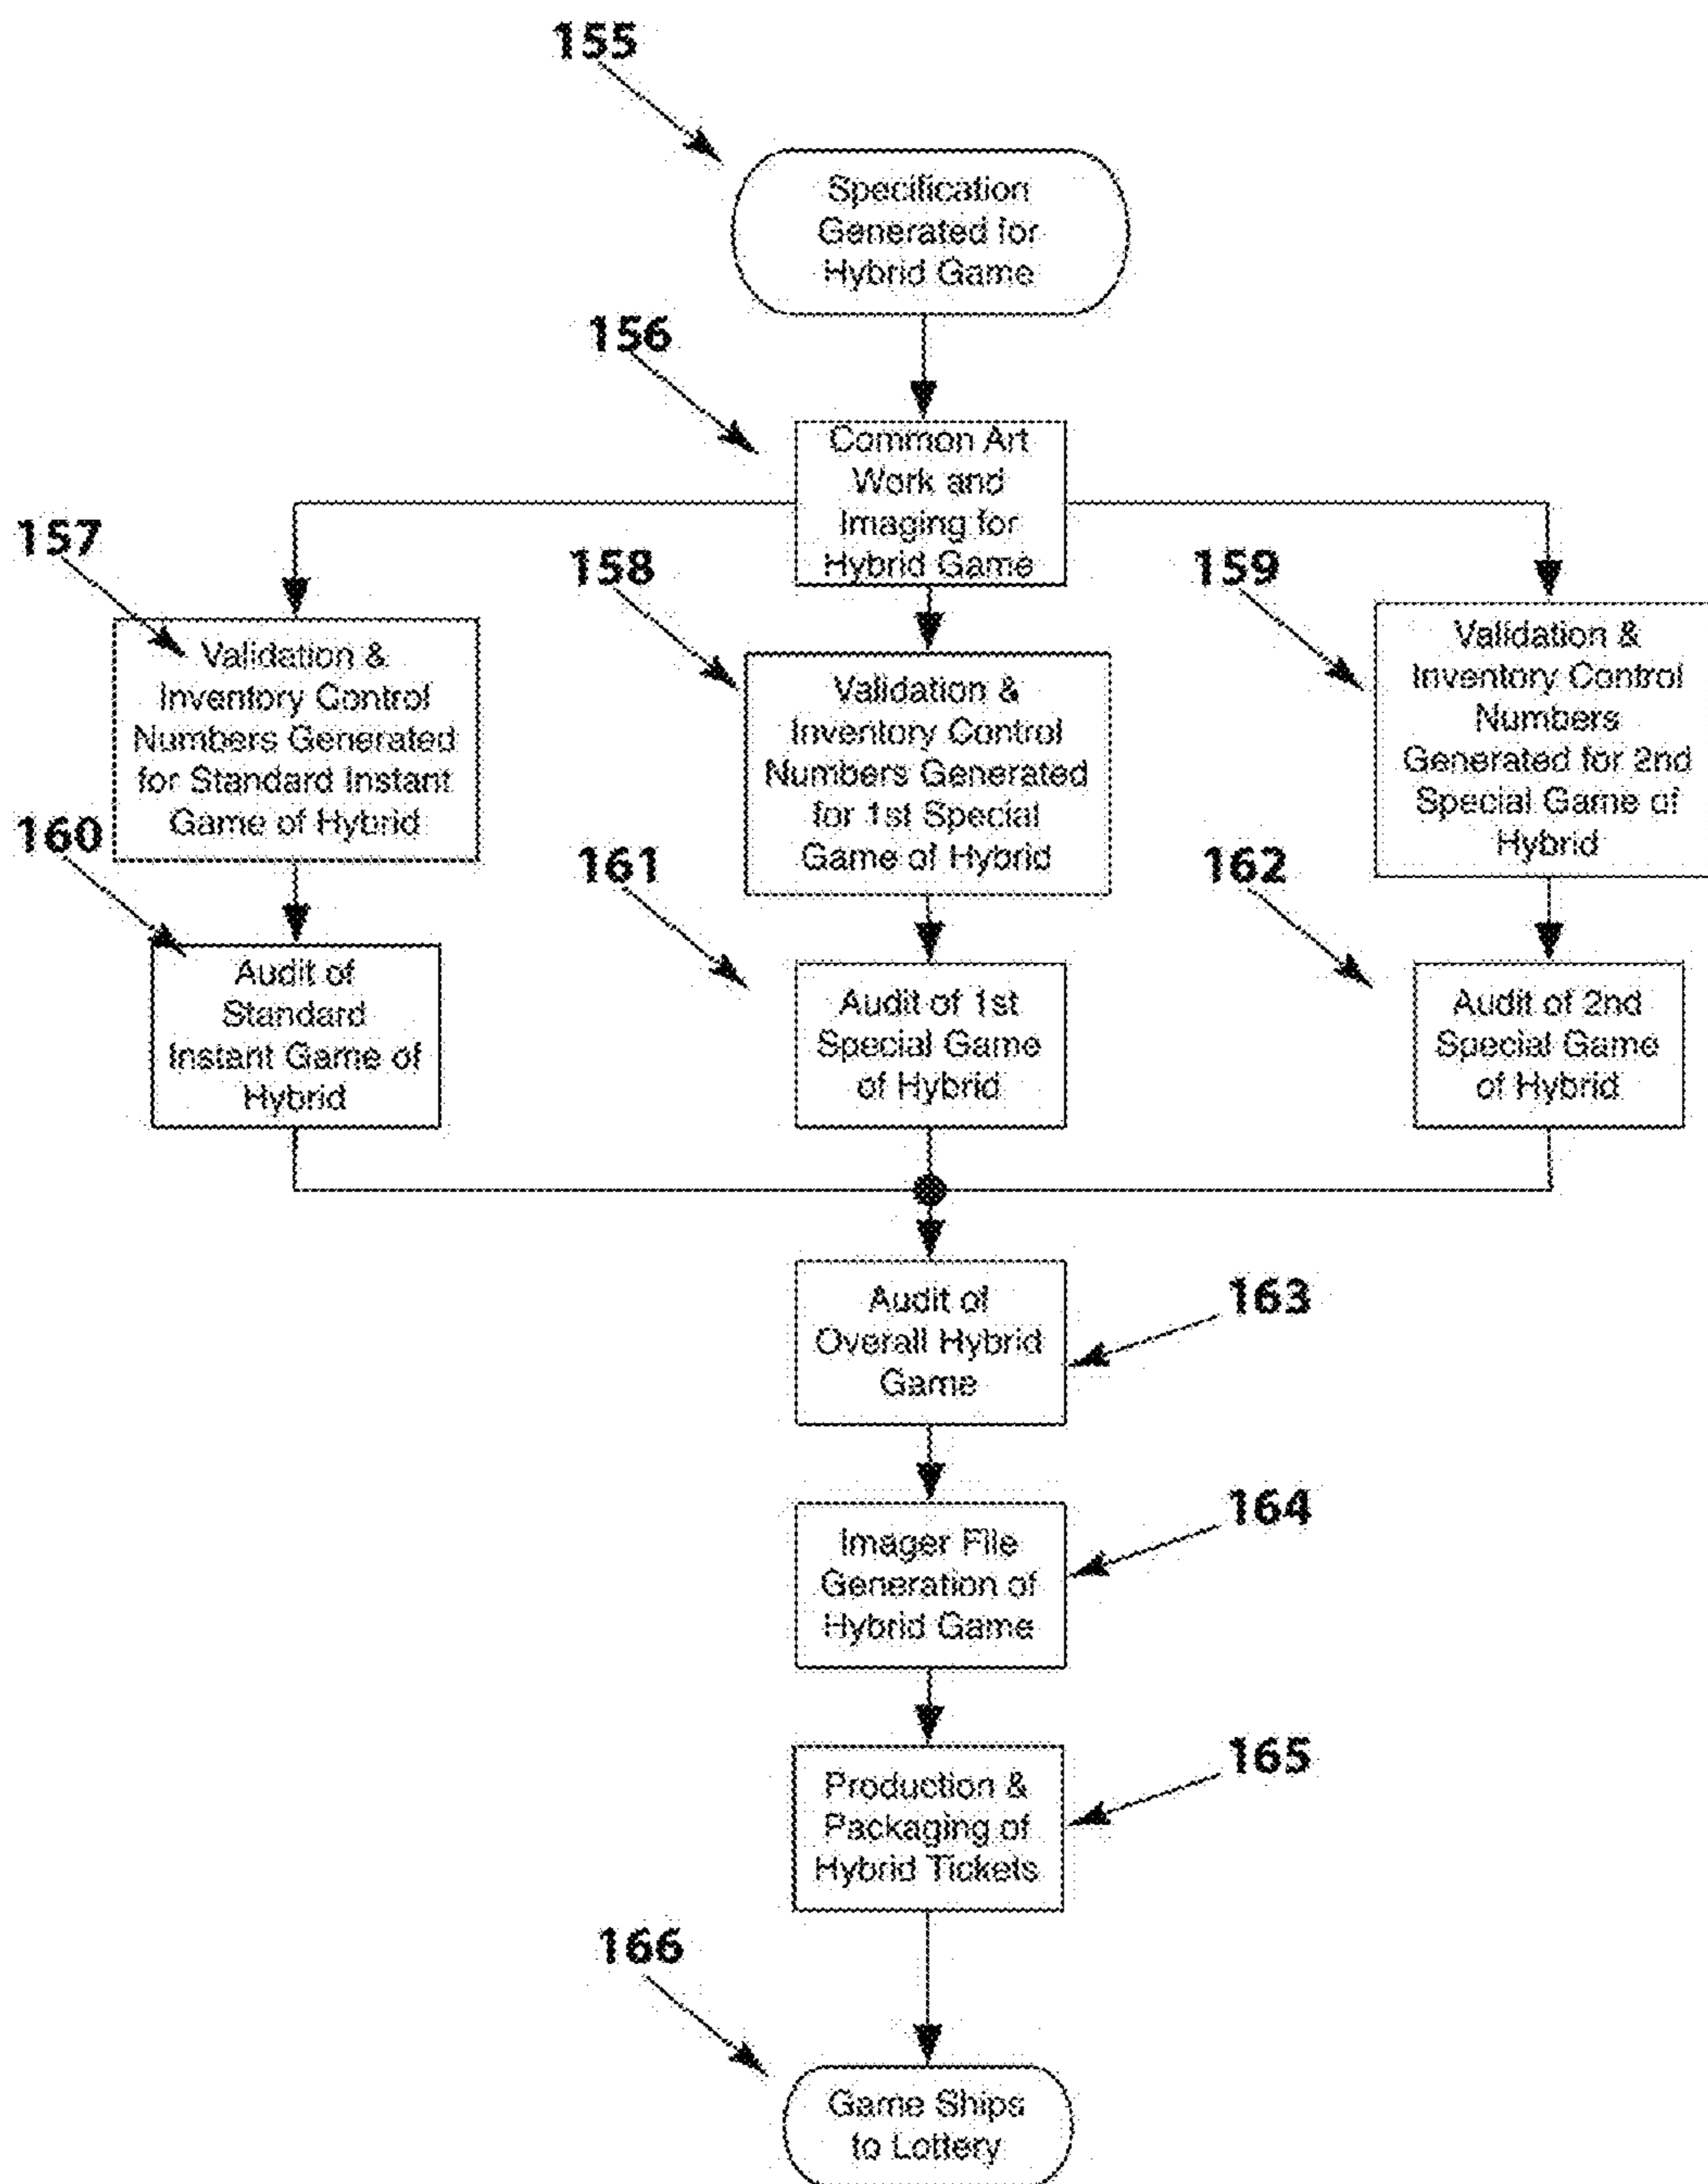 155
Specification
Generated for
Hybrid Game
156
Common Art
Work and
Imaging for
Hybrid Game
157
Validation &
Inventory Control
Numbers Generated
for Standard Instant
Game of Hybrid
158
Validation &
Inventory Control
Numbers Generated
for 1st Special
Game of Hybrid
159
Validation &
Inventory Control
Numbers
Generated for 2nd
Special Game of
Hybrid
160
Audit of
Standard
Instant Game of
Hybrid
161
Audit of 1st
Special Game
of Hybrid
162
Audit of 2nd
Special Game
of Hybrid
163
Audit of
Overall Hybrid
Game
164
Imager File
Generation of
Hybrid Game
165
Production &
Packaging of
Hybrid Tickets
166
Game Ships
to Lottery